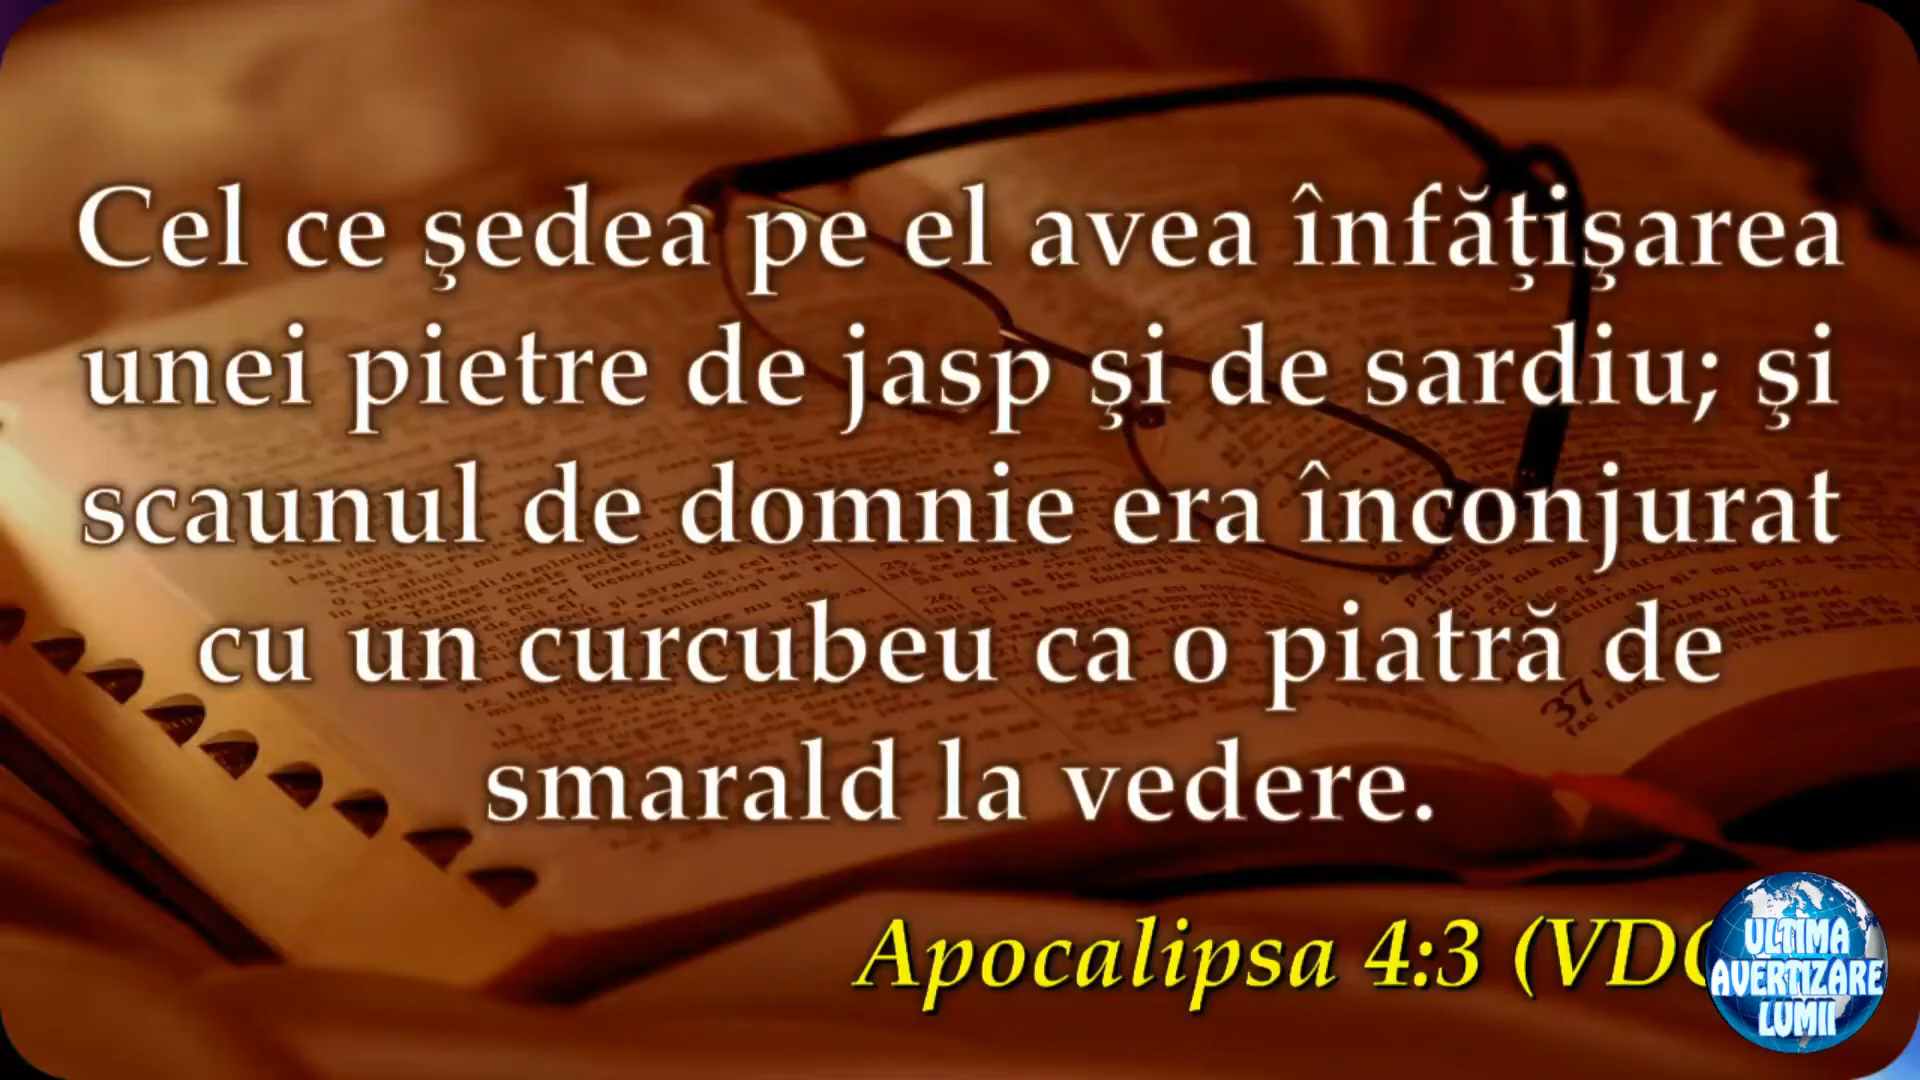 Cel ce şedea pe el avea înfăţişarea
unei pietre de jasp şi de sardiu; şi
scaunul de domnie era înconjurat
cu un curcubeu ca o piatră de
smarald la vedere.
Apocalipsa 4:3
ULTIMA
AVERTIZARE
LUMII